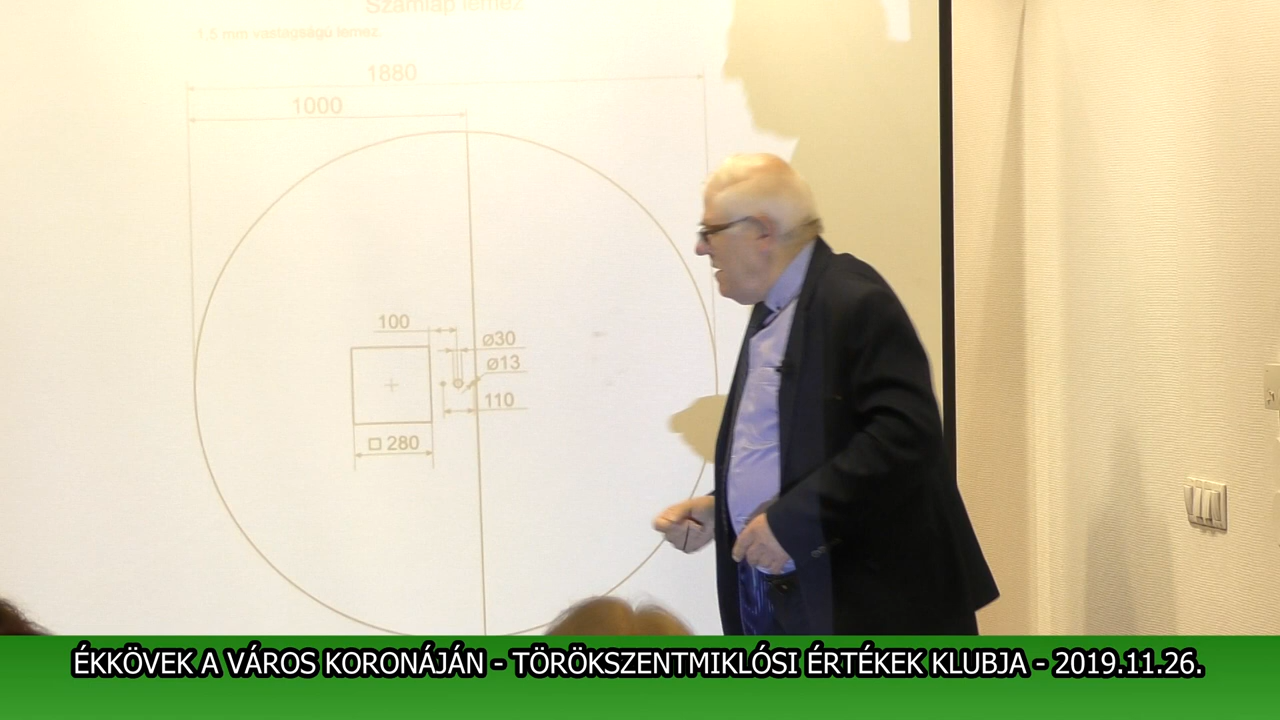 Számlap lemez
1,5 mm vastagságú lemez
1880
1000
100
ø30
ø13
110
□ 280
ÉKKÖVEK A VÁROS KORONÁJÁN - TÖRÖKSZENTMIKLÓSI ÉRTÉKEK KLUBJA - 2019.11.26.